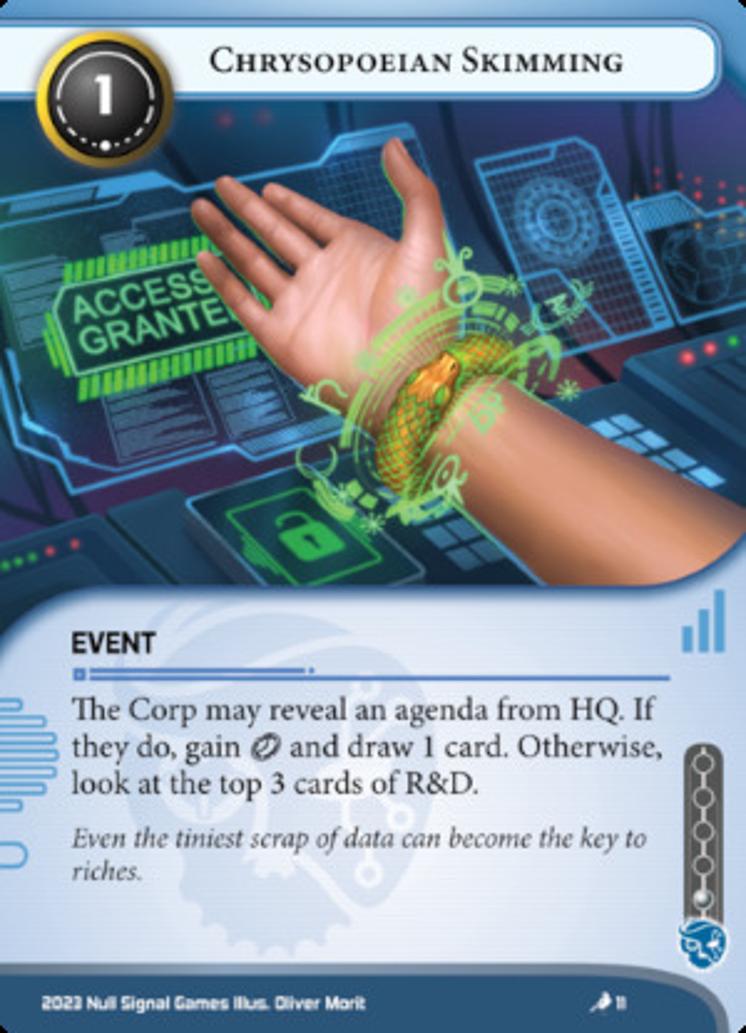 1
CHRYSOPOEIAN SKIMMING
ACCESS
GRANTE
EVENT
The Corp may reveal an agenda from HQ. If
they do, gain and draw 1 card. Otherwise,
look at the top 3 cards of R&D.
Even the tiniest scrap of data can become the key to
riches.
2023 Null Signal Games Illus. Oliver Morit
11